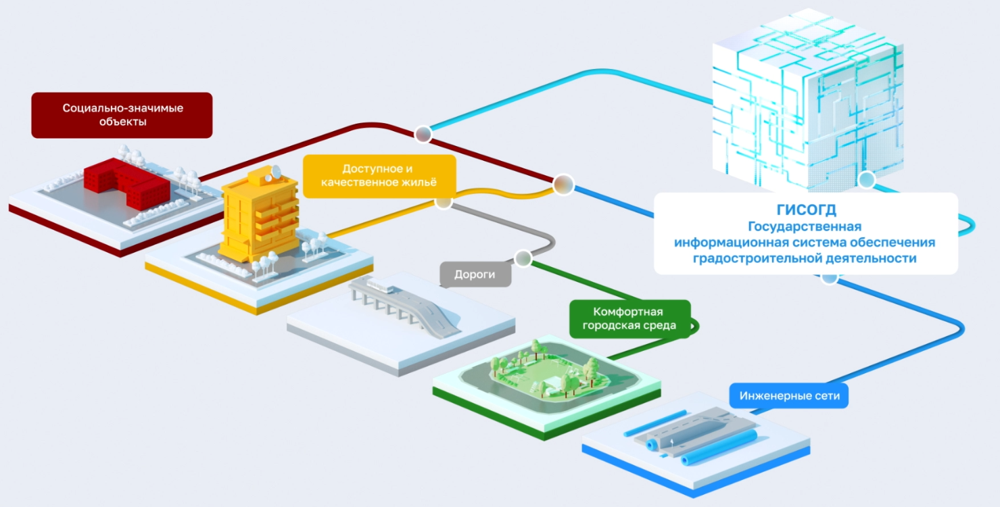 Социально-значимые
объекты
Доступное и
качественное жильё
ГИСОГД
Государственная
информационная система обеспечения
градостроительной деятельности
Дороги
Комфортная
городская среда
Инженерные сети